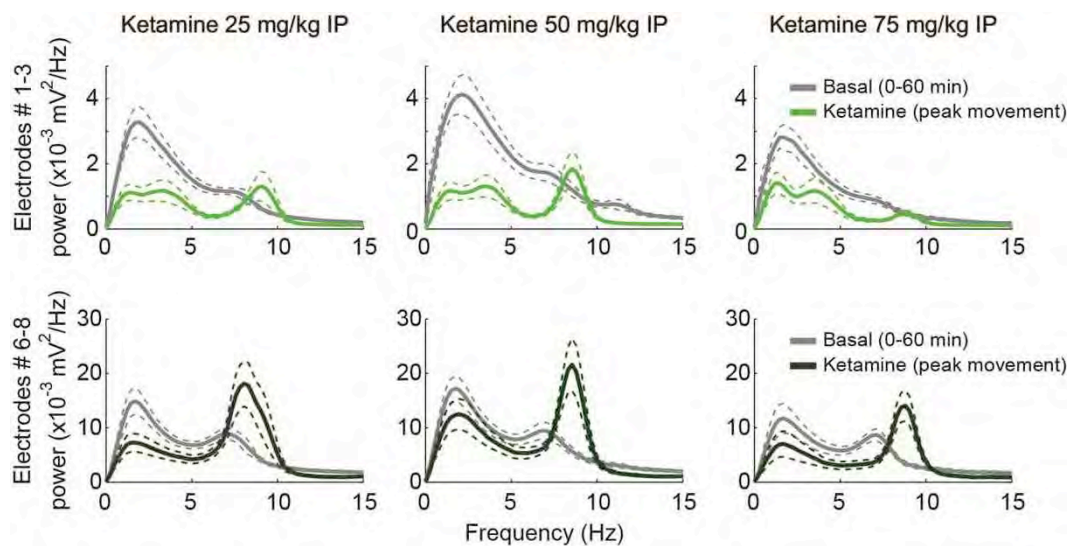 Ketamine 25 mg/kg IP
Ketamine 50 mg/kg IP
Ketamine 75 mg/kg IP
Electrodes # 1-3
power (x10⁻³ mV²/Hz)
4
2
0
0 5 10 15
4
2
0
0 5 10 15
4
2
0
0 5 10 15
Basal (0-60 min)
Ketamine (peak movement)
Electrodes # 6-8
power (x10⁻³ mV²/Hz)
30
20
10
0
0 5 10 15
30
20
10
0
0 5 10 15
30
20
10
0
0 5 10 15
Basal (0-60 min)
Ketamine (peak movement)
Frequency (Hz)